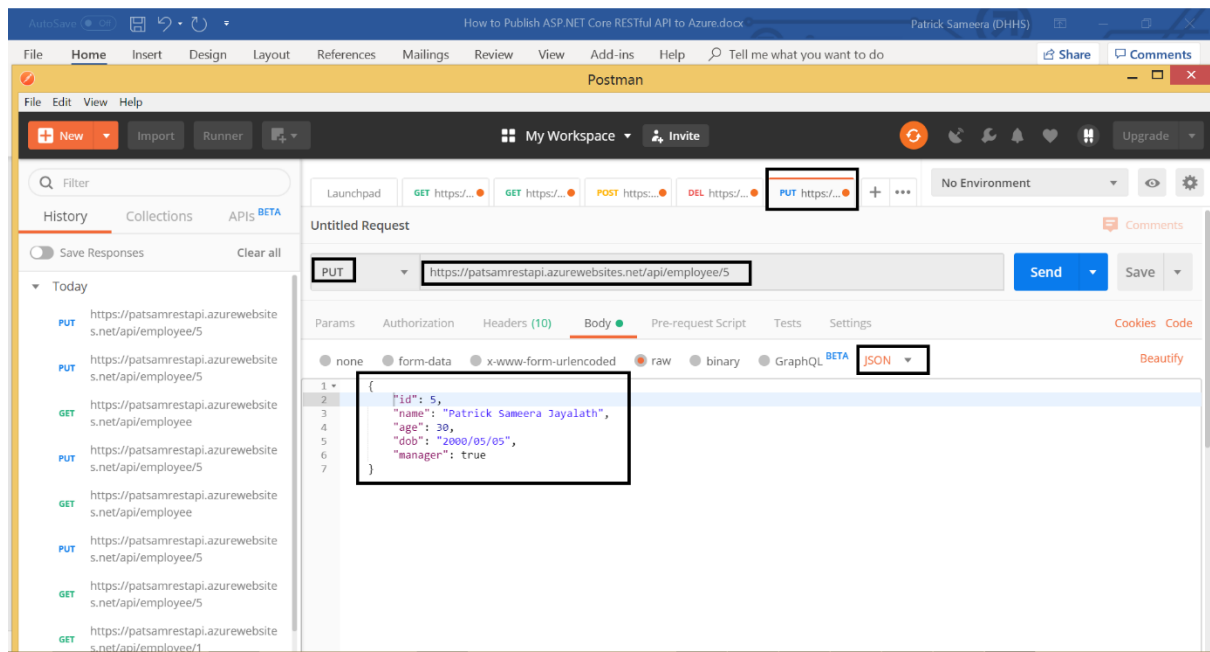 AutoSave Off How to Publish ASP.NET Core RESTful API to Azure.docx Patrick Sameera (DHHS)
File Home Insert Design Layout References Mailings Review View Add-ins Help Tell me what you want to do Share Comments
Postman
File Edit View Help
New Import Runner My Workspace Invite Upgrade
Filter
History Collections APIs BETA
Save Responses Clear all
Today
PUT https://patsamrestapi.azurewebsite
s.net/api/employee/5
PUT https://patsamrestapi.azurewebsite
s.net/api/employee/5
GET https://patsamrestapi.azurewebsite
s.net/api/employee
PUT https://patsamrestapi.azurewebsite
s.net/api/employee/5
GET https://patsamrestapi.azurewebsite
s.net/api/employee
PUT https://patsamrestapi.azurewebsite
s.net/api/employee/5
GET https://patsamrestapi.azurewebsite
s.net/api/employee/5
GET https://patsamrestapi.azurewebsite
s.net/api/employee/1
Launchpad GET https:/... GET https:/... POST https:... DEL https:/... PUT https:/... + ••• No Environment
Untitled Request Comments
PUT https://patsamrestapi.azurewebsites.net/api/employee/5 Send Save
Params Authorization Headers (10) Body Pre-request Script Tests Settings Cookies Code
none form-data x-www-form-urlencoded raw binary GraphQL BETA JSON Beautify
1 {
2 "id": 5,
3 "name": "Patrick Sameera Jayalath",
4 "age": 30,
5 "dob": "2000/05/05",
6 "manager": true
7 }